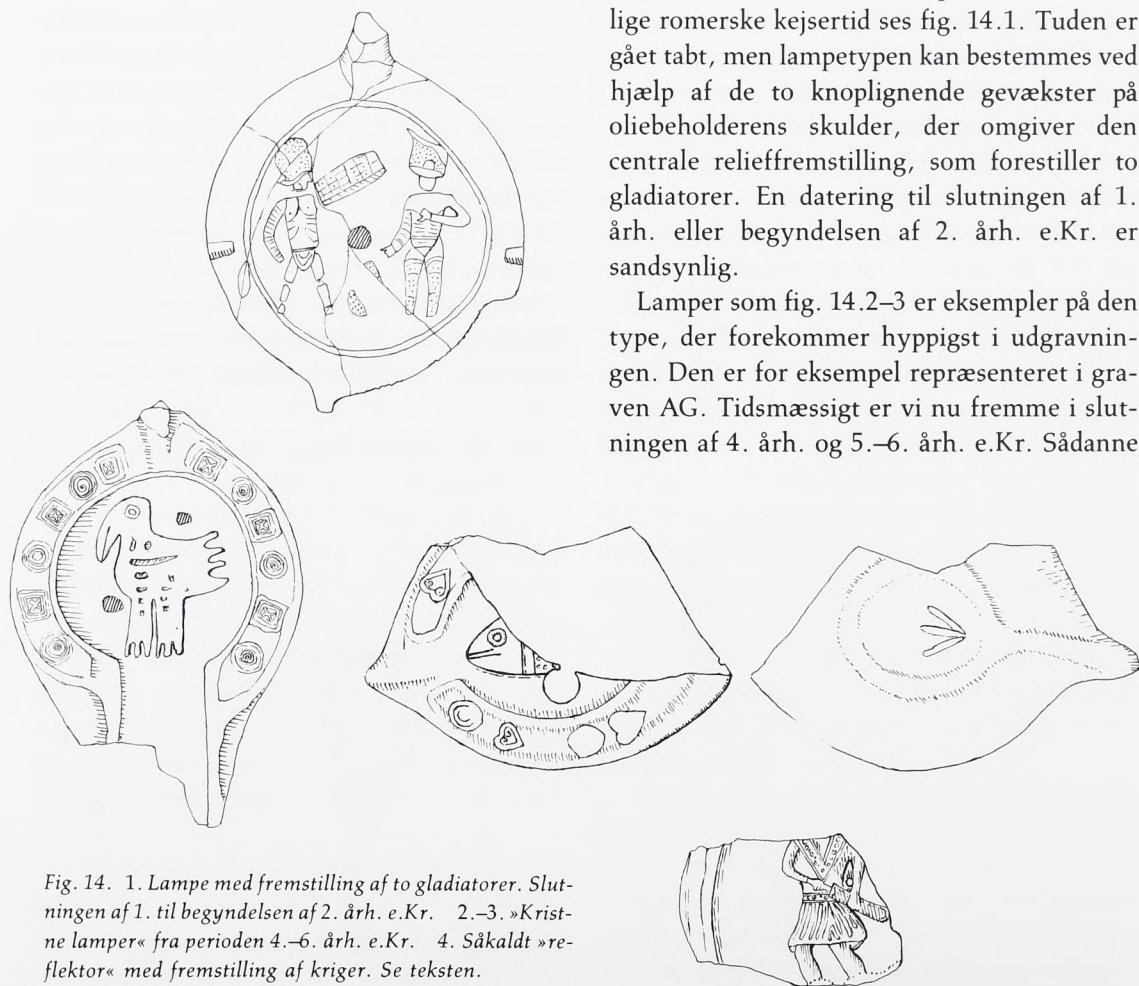 lige romerske kejsertid ses fig. 14.1. Tuden er
gået tabt, men lampetypen kan bestemmes ved
hjælp af de to knoplignende gevækster på
oliebeholderens skulder, der omgiver den
centrale relieffremstilling, som forestiller to
gladiatorer. En datering til slutningen af 1.
årh. eller begyndelsen af 2. årh. e.Kr. er
sandsynlig.
Lamper som fig. 14.2–3 er eksempler på den
type, der forekommer hyppigst i udgravnin-
gen. Den er for eksempel repræsenteret i gra-
ven AG. Tidsmæssigt er vi nu fremme i slut-
ningen af 4. årh. og 5.–6. årh. e.Kr. Sådanne
Fig. 14. 1. Lampe med fremstilling af to gladiatorer. Slut-
ningen af 1. til begyndelsen af 2. årh. e.Kr. 2.–3. »Krist-
ne lamper« fra perioden 4.–6. årh. e.Kr. 4. Såkaldt »re-
flektor« med fremstilling af kriger. Se teksten.